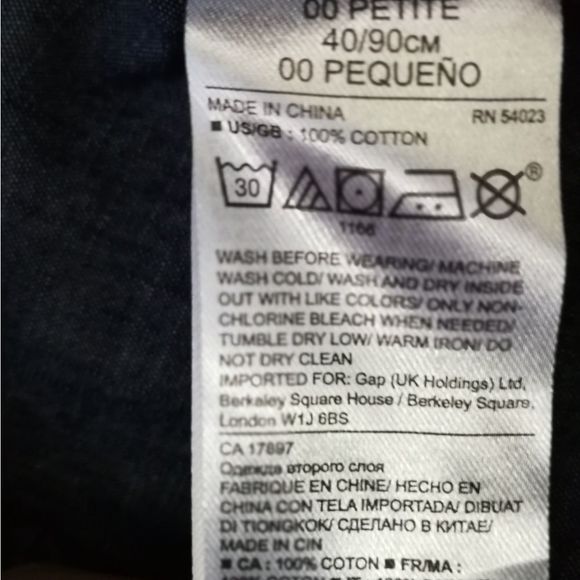 00 PETITE
40/90CM
00 PEQUEÑO
MADE IN CHINA RN 54023
■ US/GB : 100% COTTON
30
®
1166
WASH BEFORE WEARING/ MACHINE
WASH COLD/ WASH AND DRY INSIDE
OUT WITH LIKE COLORS/ ONLY NON-
CHLORINE BLEACH WHEN NEEDED/
TUMBLE DRY LOW/ WARM IRON/ DO
NOT DRY CLEAN
IMPORTED FOR: Gap (UK Holdings) Ltd,
Berkeley Square House / Berkeley Square,
London W1J 6BS
CA 17897
Одежда второго слоя
FABRIQUE EN CHINE/ HECHO EN
CHINA CON TELA IMPORTADA/ DIBUAT
DI TIONGKOK/ СДЕЛАНО В КИТАЕ/
MADE IN CIN
■ CA : 100% COTON ■ FR/MA :